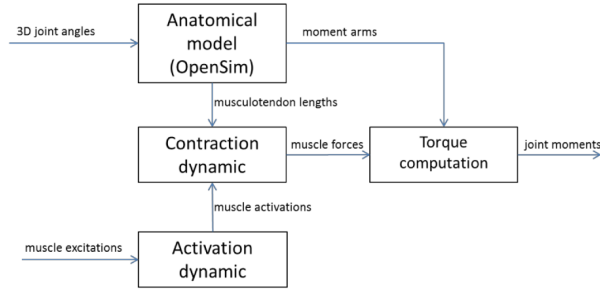 3D joint angles
Anatomical
model
(OpenSim)
moment arms
musculotendon lengths
Contraction
dynamic
muscle forces
Torque
computation
joint moments
muscle activations
muscle excitations
Activation
dynamic